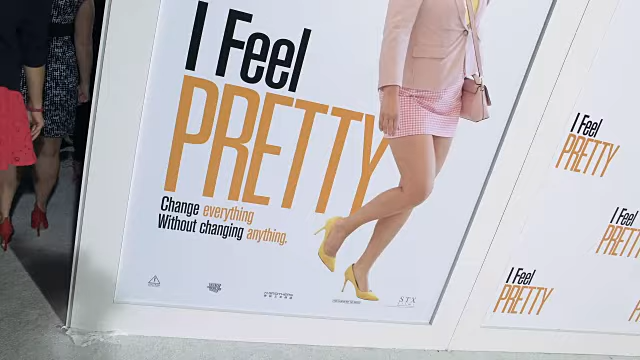 I Feel
PRETTY
Change everything
Without changing anything.
STX
I Feel
PRETTY
I Feel
PRETTY
I Feel
PRETTY